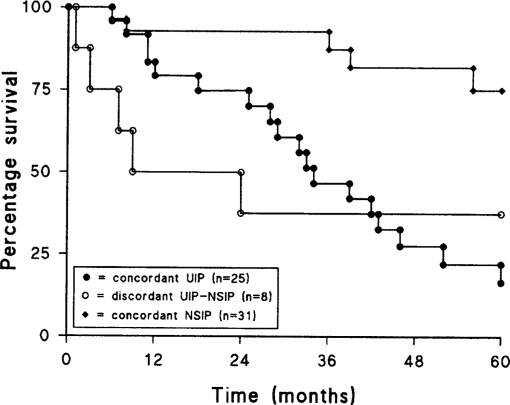 Percentage survival
100
75
50
25
0
● = concordant UIP (n=25)
○ = discordant UIP-NSIP (n=8)
◆ = concordant NSIP (n=31)
0 12 24 36 48 60
Time (months)